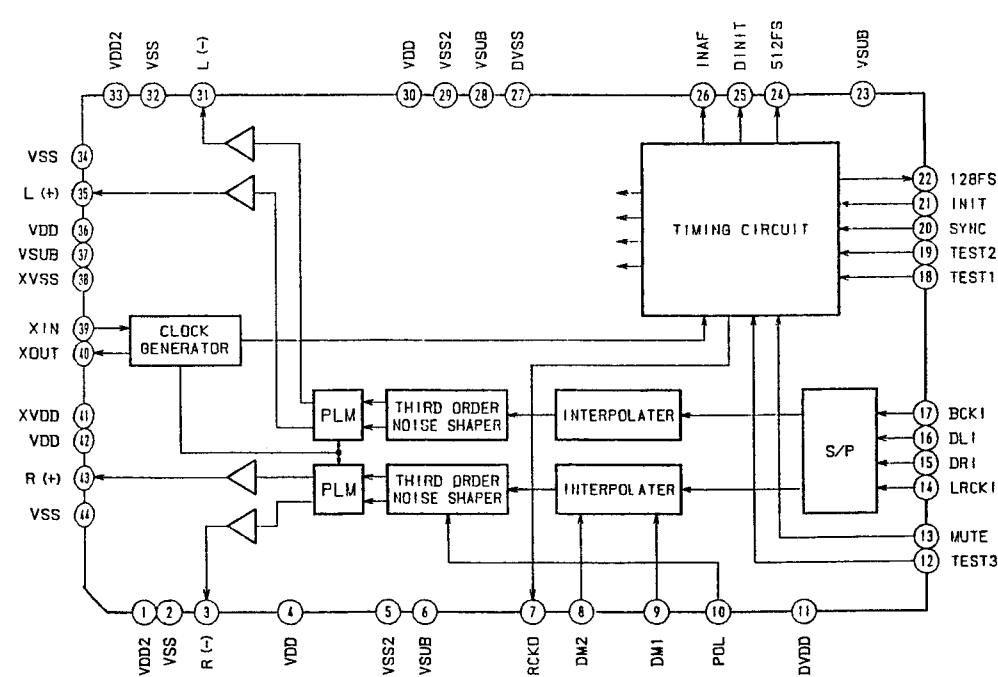 VDD2
VSS
L (−)
VDD
VSS2
VSUB
DVSS
INAF
DINIT
512FS
VSUB
33
32
31
30
29
28
27
26
25
24
23
VSS 34
L (+) 35
VDD 36
VSUB 37
XVSS 38
XIN 39
XOUT 40
XVDD 41
VDD 42
R (+) 43
VSS 44
CLOCK
GENERATOR
TIMING CIRCUIT
PLM
THIRD ORDER
NOISE SHAPER
INTERPOLATER
PLM
THIRD ORDER
NOISE SHAPER
INTERPOLATER
S/P
22 128FS
21 INIT
20 SYNC
19 TEST2
18 TEST1
17 BCKI
16 DLI
15 DRI
14 LRCKI
13 MUTE
12 TEST3
1
2
3
4
5
6
7
8
9
10
11
VDD2
VSS
R (−)
VDD
VSS2
VSUB
RCKO
DM2
DM1
POL
DVDD